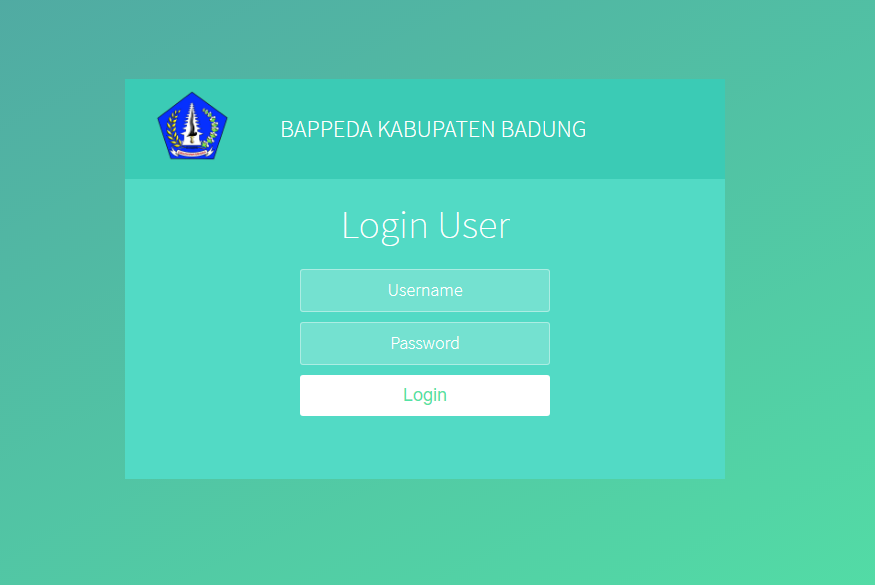 BAPPEDA KABUPATEN BADUNG
Login User
Username
Password
Login